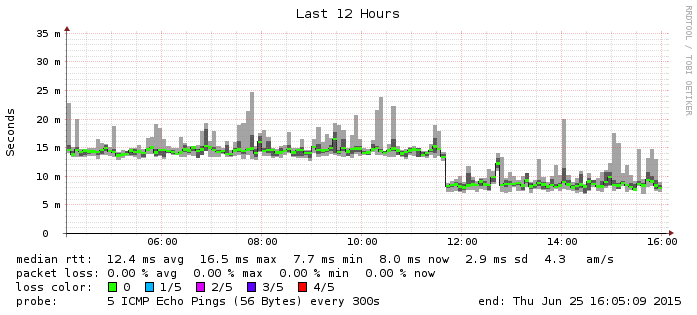 Last 12 Hours
RRDTOOL / TOBI OETIKER
Seconds
35 m
30 m
25 m
20 m
15 m
10 m
5 m
0
06:00 08:00 10:00 12:00 14:00 16:00
median rtt: 12.4 ms avg 16.5 ms max 7.7 ms min 8.0 ms now 2.9 ms sd 4.3 am/s
packet loss: 0.00 % avg 0.00 % max 0.00 % min 0.00 % now
loss color: 0 1/5 2/5 3/5 4/5
probe: 5 ICMP Echo Pings (56 Bytes) every 300s end: Thu Jun 25 16:05:09 2015